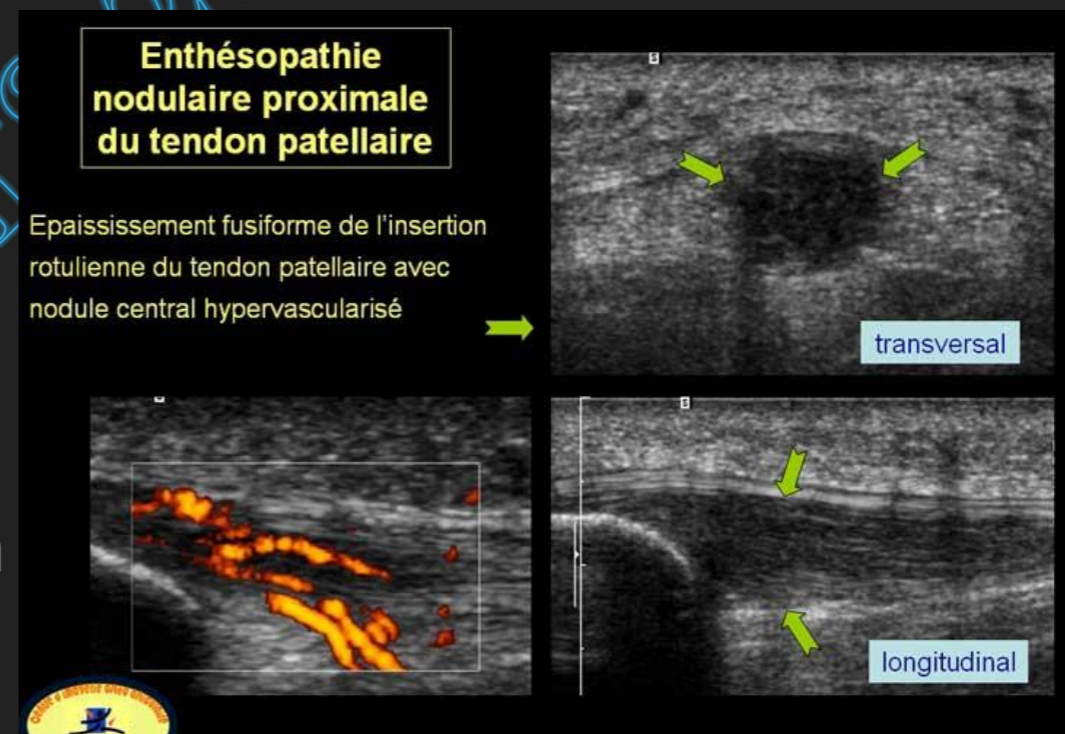 Enthésopathie
nodulaire proximale
du tendon patellaire
Epaississement fusiforme de l'insertion
rotulienne du tendon patellaire avec
nodule central hypervascularisé
S
transversal
S
longitudinal